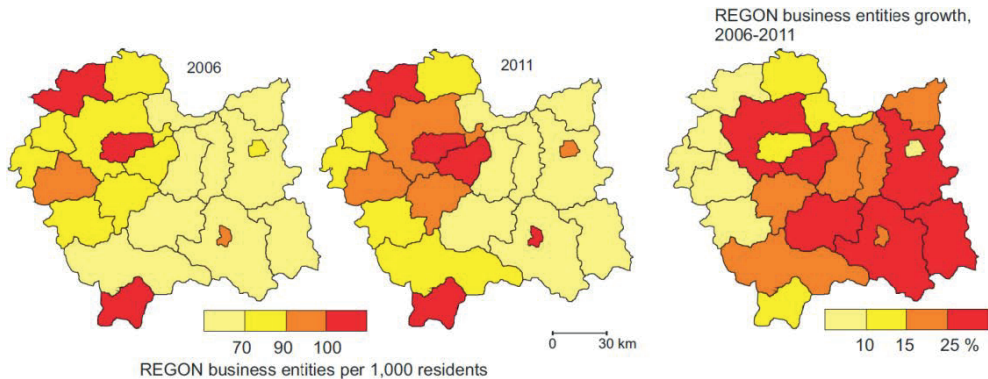 2006
2011
REGON business entities growth,
2006-2011
70 90 100
REGON business entities per 1,000 residents
0 30 km
10 15 25 %